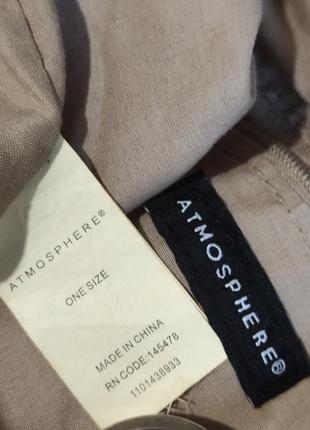 ATMOSPHERE®
ONE SIZE
MADE IN CHINA
RN CODE:145478
1101438933
ATMOSPHERE®